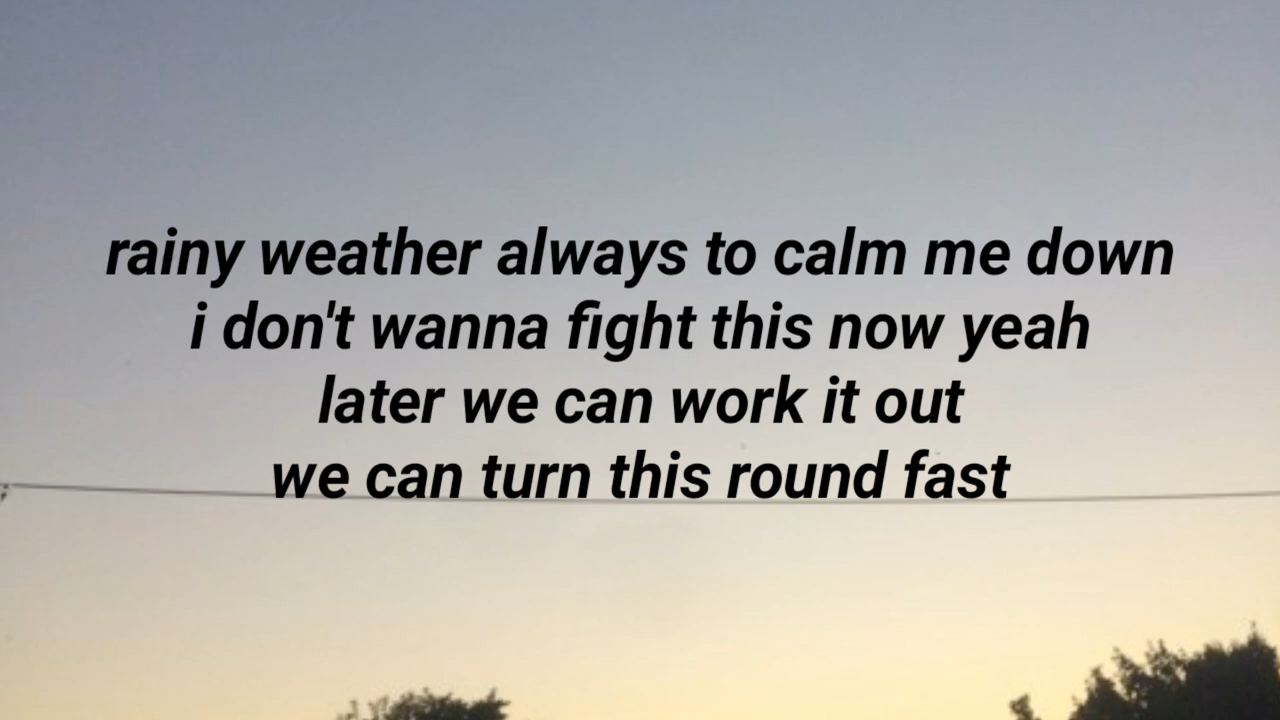 rainy weather always to calm me down
i don't wanna fight this now yeah
later we can work it out
we can turn this round fast